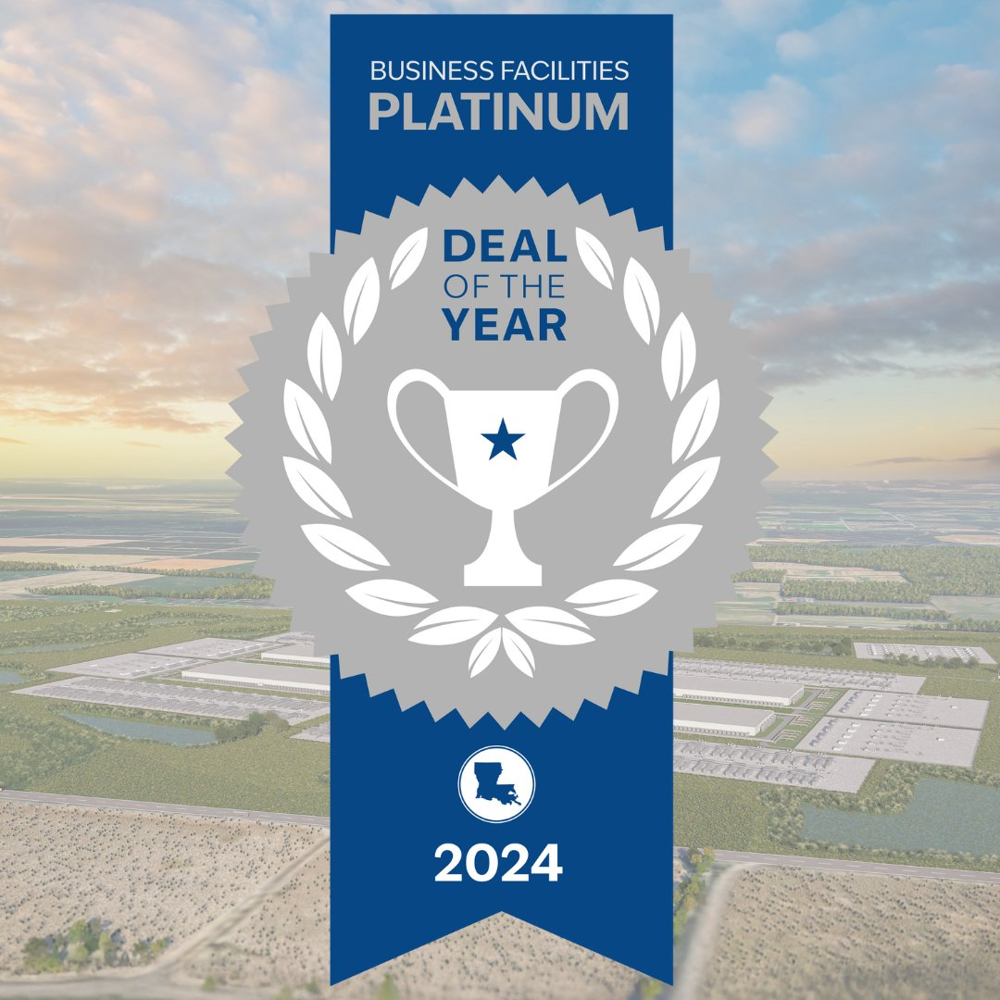 BUSINESS FACILITIES
PLATINUM
DEAL
OF THE
YEAR
2024